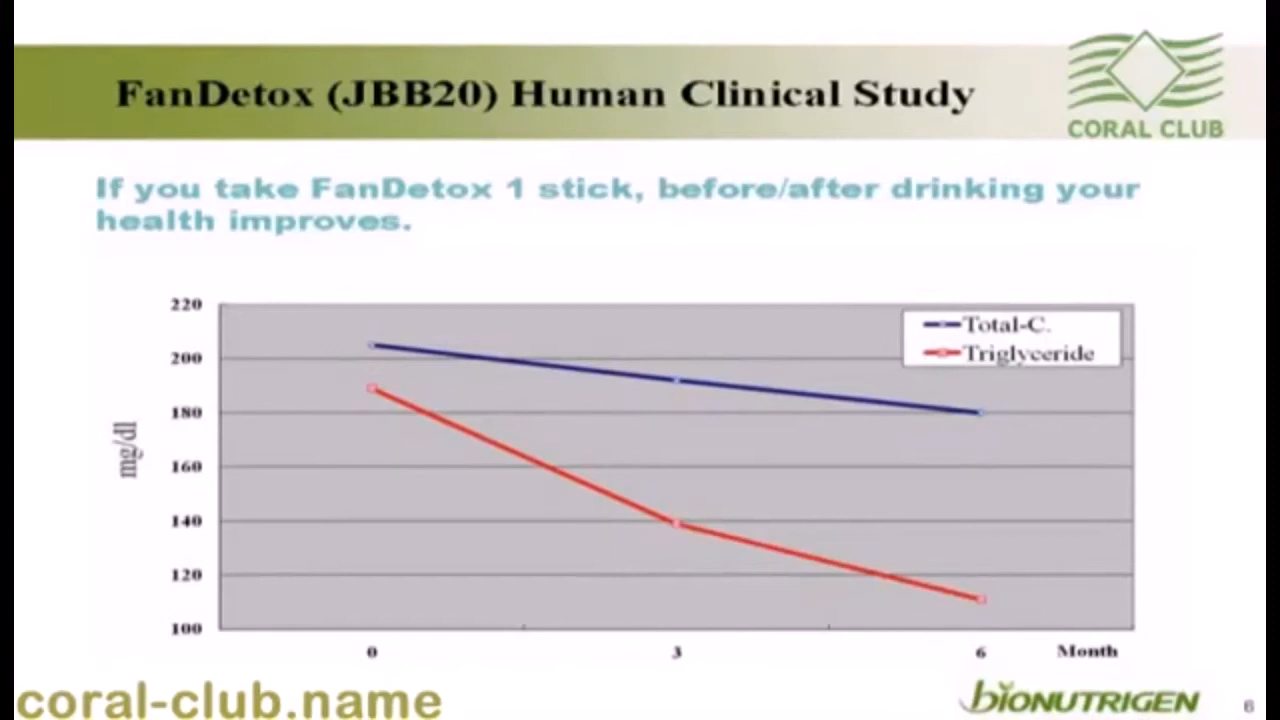 FanDetox (JBB20) Human Clinical Study
CORAL CLUB
If you take FanDetox 1 stick, before/after drinking your
health improves.
220
200
180
160
140
120
100
mg/dl
Total-C.
Triglyceride
0 3 6 Month
coral-club.name
bionutrigen
6